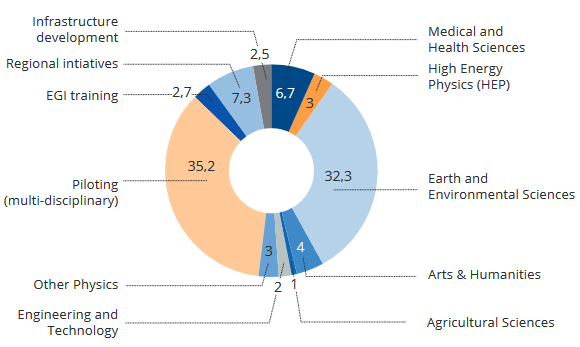 Infrastructure
development
Regional intiatives
EGI training
Piloting
(multi-disciplinary)
Other Physics
Engineering and
Technology
Medical and
Health Sciences
High Energy
Physics (HEP)
Earth and
Environmental Sciences
Arts & Humanities
Agricultural Sciences
2,5
6,7
3
32,3
4
1
2
3
35,2
2,7
7,3